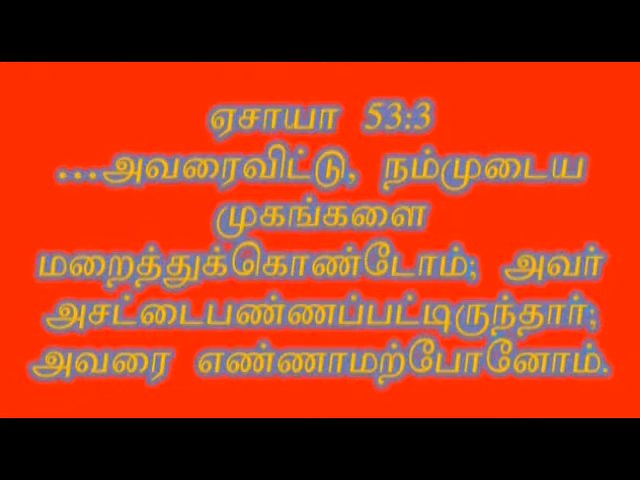 ஏசாயா 53:3
...அவரைவிட்டு, நம்முடைய
முகங்களை
மறைத்துக்கொண்டோம்; அவர்
அசட்டைபண்ணப்பட்டிருந்தார்;
அவரை எண்ணாமற்போனோம்.